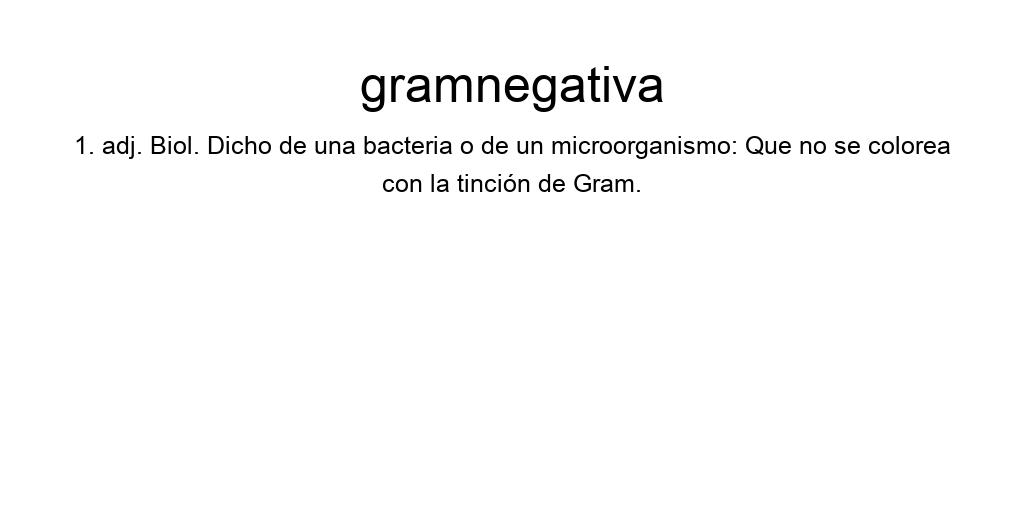 gramnegativa
1. adj. Biol. Dicho de una bacteria o de un microorganismo: Que no se colorea
con la tinción de Gram.